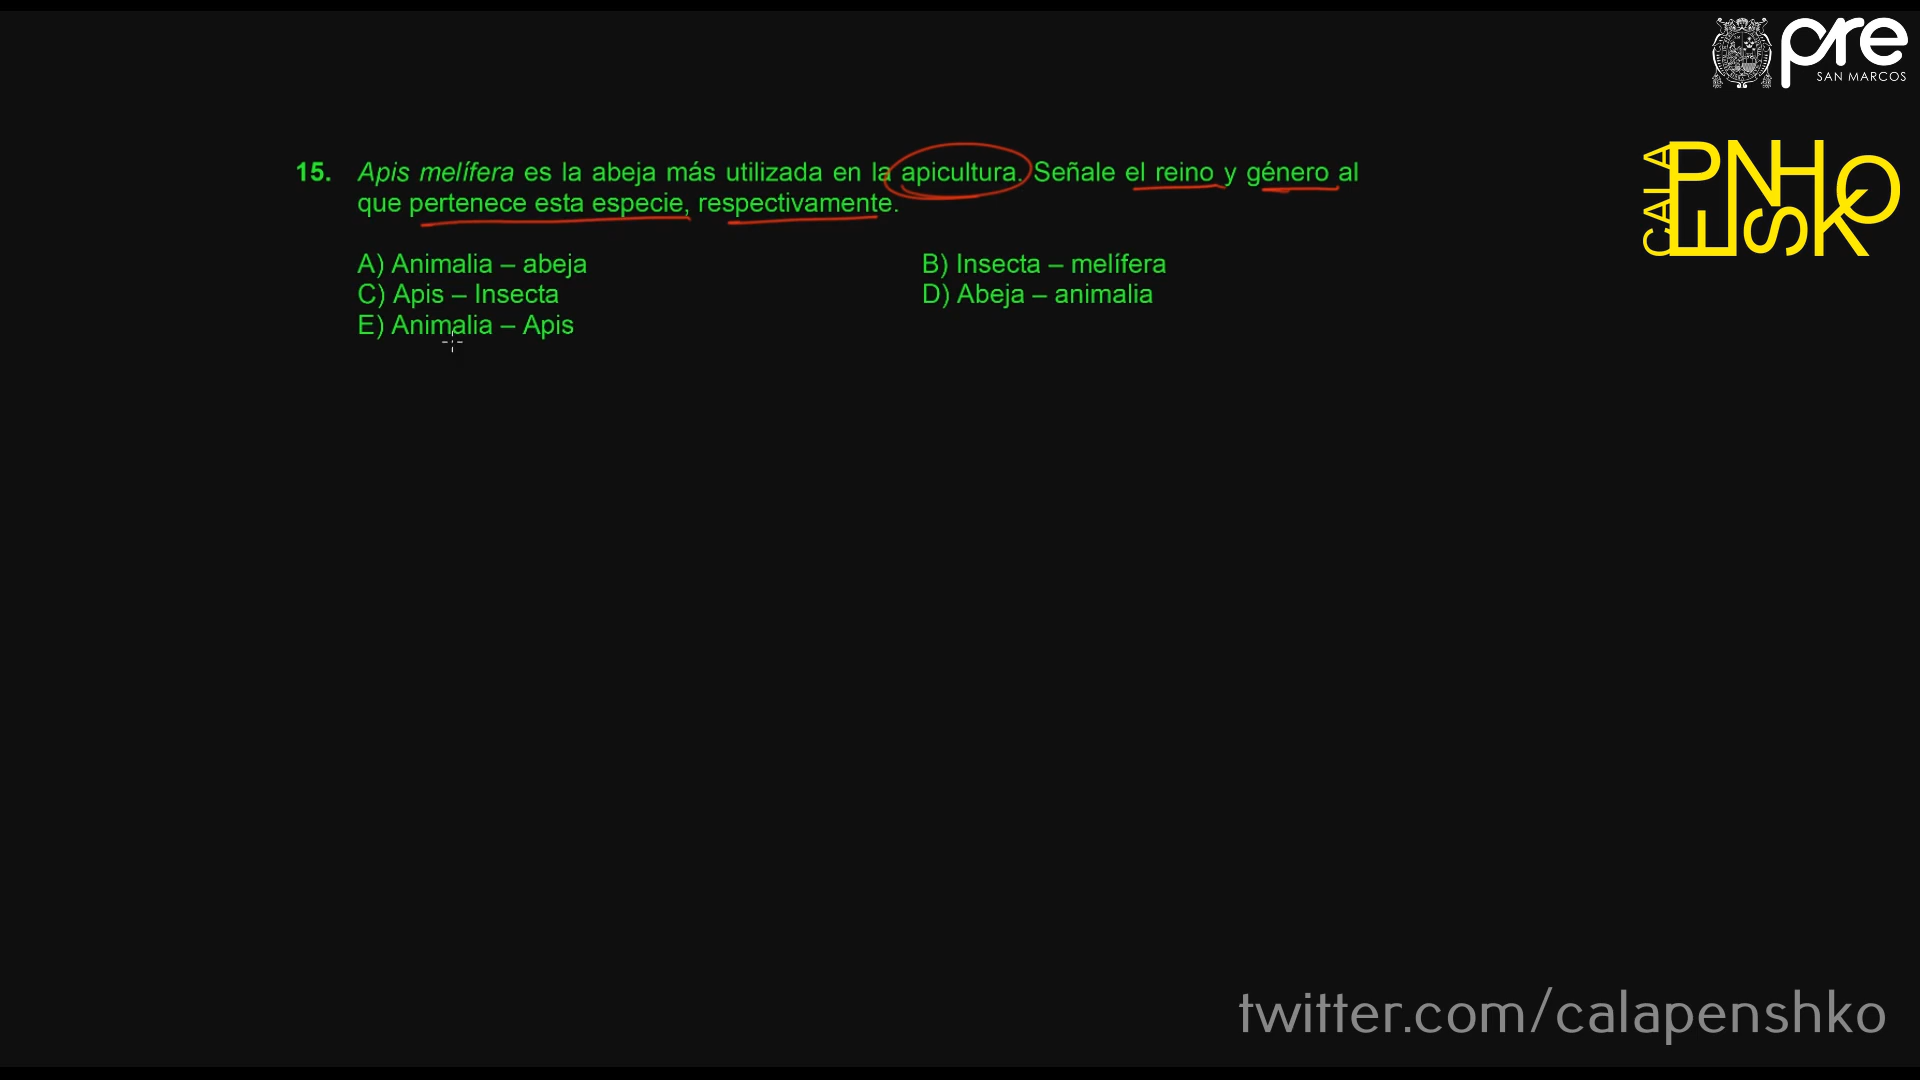 pre
SAN MARCOS
CALA
PENSHKO
15. Apis melífera es la abeja más utilizada en la apicultura. Señale el reino y género al
que pertenece esta especie, respectivamente.
A) Animalia – abeja B) Insecta – melífera
C) Apis – Insecta D) Abeja – animalia
E) Animalia – Apis
twitter.com/calapenshko